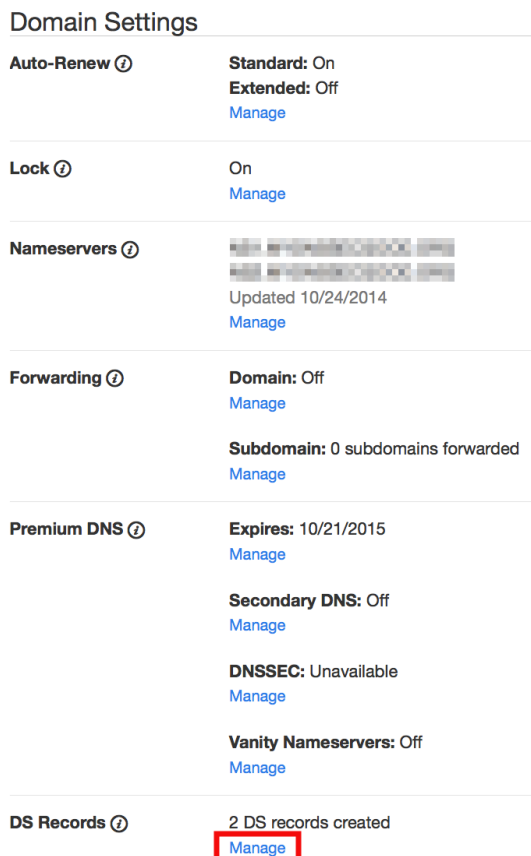 Domain Settings
Auto-Renew Standard: On
Extended: Off
Manage
Lock On
Manage
Nameservers
Updated 10/24/2014
Manage
Forwarding Domain: Off
Manage
Subdomain: 0 subdomains forwarded
Manage
Premium DNS Expires: 10/21/2015
Manage
Secondary DNS: Off
Manage
DNSSEC: Unavailable
Manage
Vanity Nameservers: Off
Manage
DS Records 2 DS records created
Manage